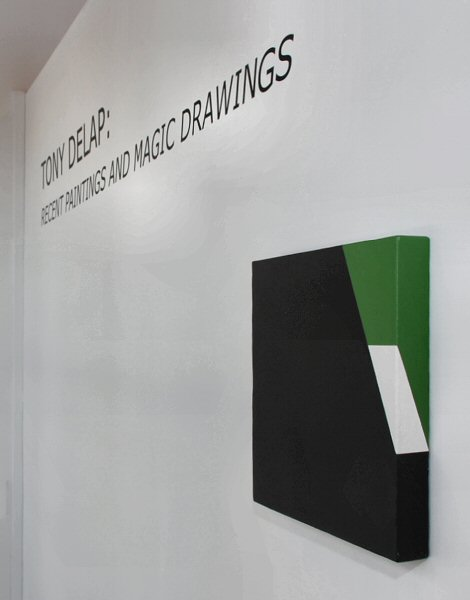 TONY DELAP:
RECENT PAINTINGS AND MAGIC DRAWINGS